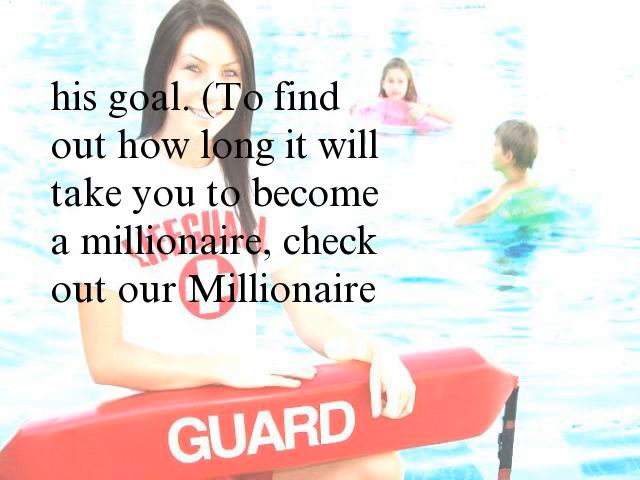 his goal. (To find
out how long it will
take you to become
a millionaire, check
out our Millionaire
LIFEGUARD
GUARD